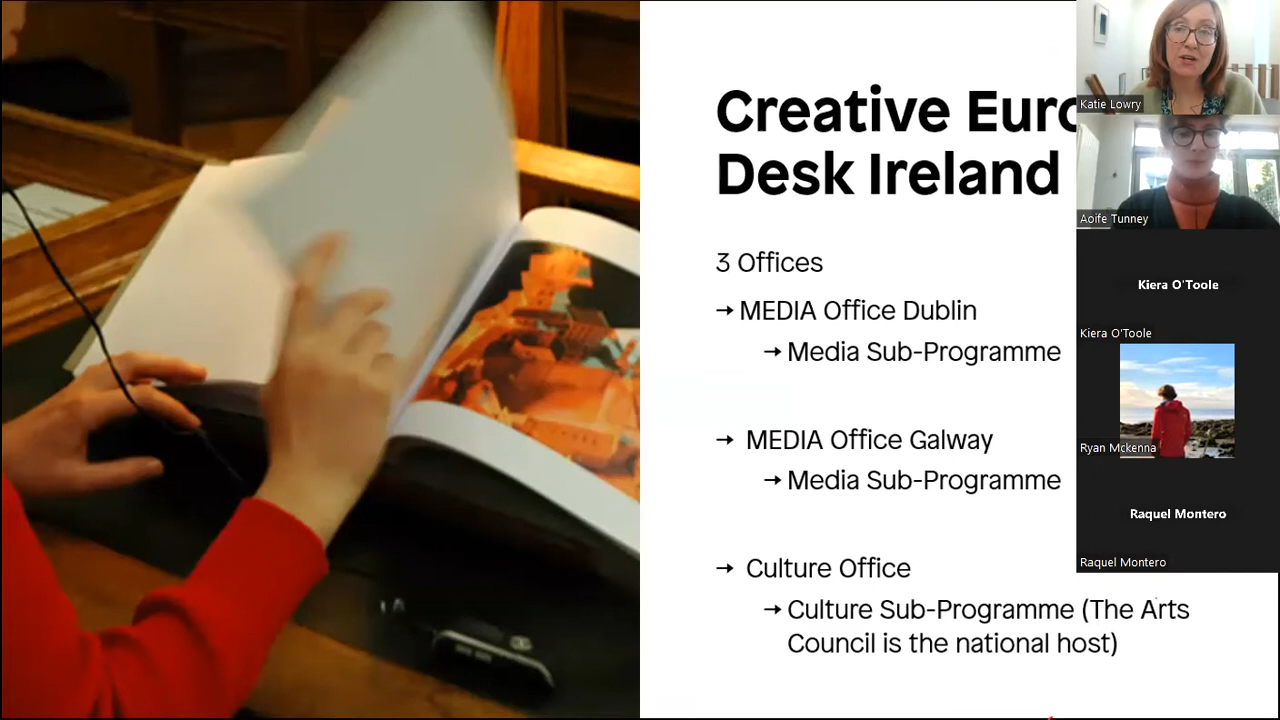 Creative Euro
Desk Ireland
3 Offices
→ MEDIA Office Dublin
→ Media Sub-Programme
→ MEDIA Office Galway
→ Media Sub-Programme
→ Culture Office
→ Culture Sub-Programme (The Arts
Council is the national host)
Katie Lowry
Aoife Tunney
Kiera O'Toole
Kiera O'Toole
Ryan Mckenna
Raquel Montero
Raquel Montero